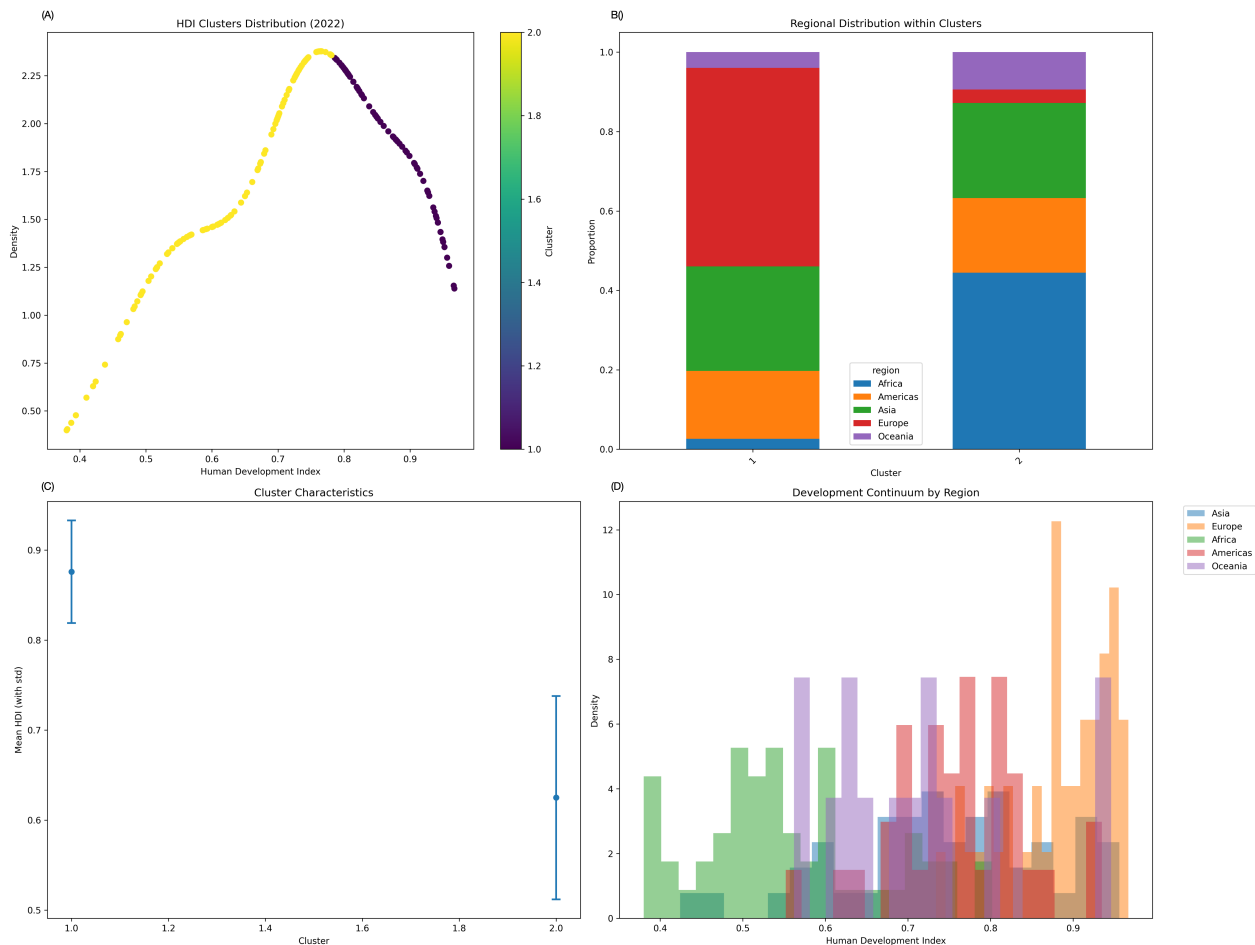 (A)
HDI Clusters Distribution (2022)
2.25
2.00
1.75
1.50
1.25
1.00
0.75
0.50
Density
0.4 0.5 0.6 0.7 0.8 0.9
Human Development Index
2.0
1.8
1.6
1.4
1.2
1.0
Cluster
B()
Regional Distribution within Clusters
1.0
0.8
0.6
0.4
0.2
0.0
Proportion
region
Africa
Americas
Asia
Europe
Oceania
1 2
Cluster
(C)
Cluster Characteristics
0.9
0.8
0.7
0.6
0.5
Mean HDI (with std)
1.0 1.2 1.4 1.6 1.8 2.0
Cluster
(D)
Development Continuum by Region
12
10
8
6
4
2
0
Density
0.4 0.5 0.6 0.7 0.8 0.9
Human Development Index
Asia
Europe
Africa
Americas
Oceania